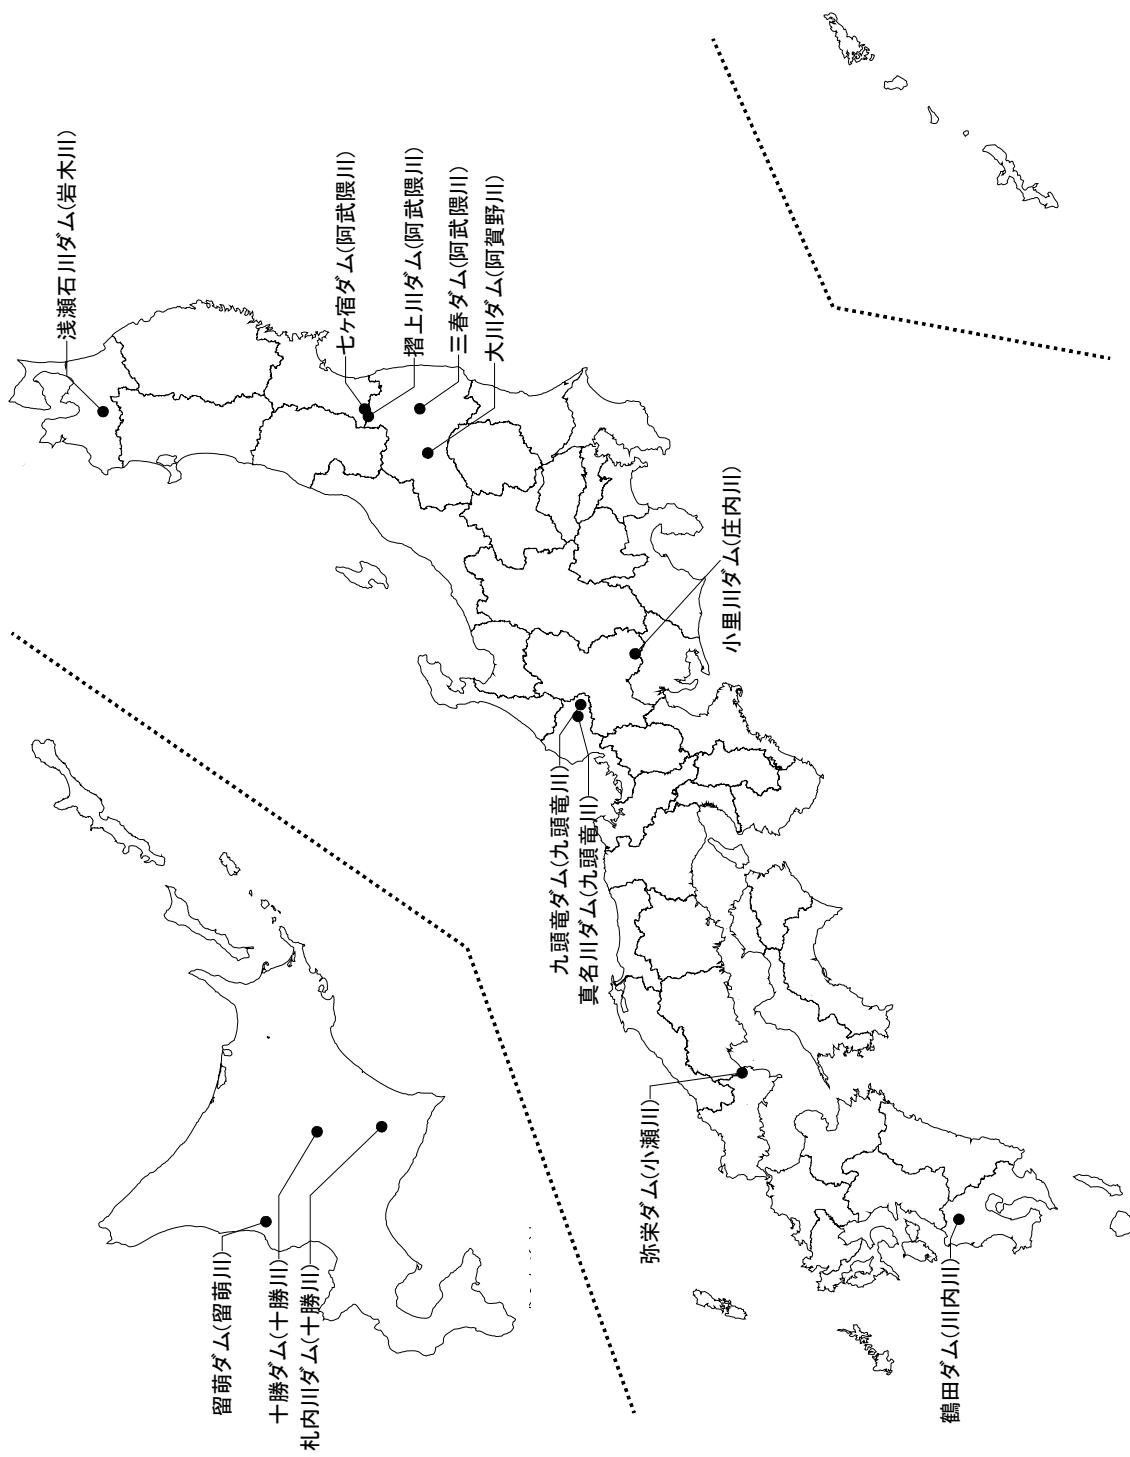 浅瀬石川ダム(岩木川)
七ヶ宿ダム(阿武隈川)
摺上川ダム(阿武隈川)
三春ダム(阿武隈川)
大川ダム(阿賀野川)
小里川ダム(庄内川)
九頭竜ダム(九頭竜川)
真名川ダム(九頭竜川)
弥栄ダム(小瀬川)
鶴田ダム(川内川)
留萌ダム(留萌川)
十勝ダム(十勝川)
札内川ダム(十勝川)